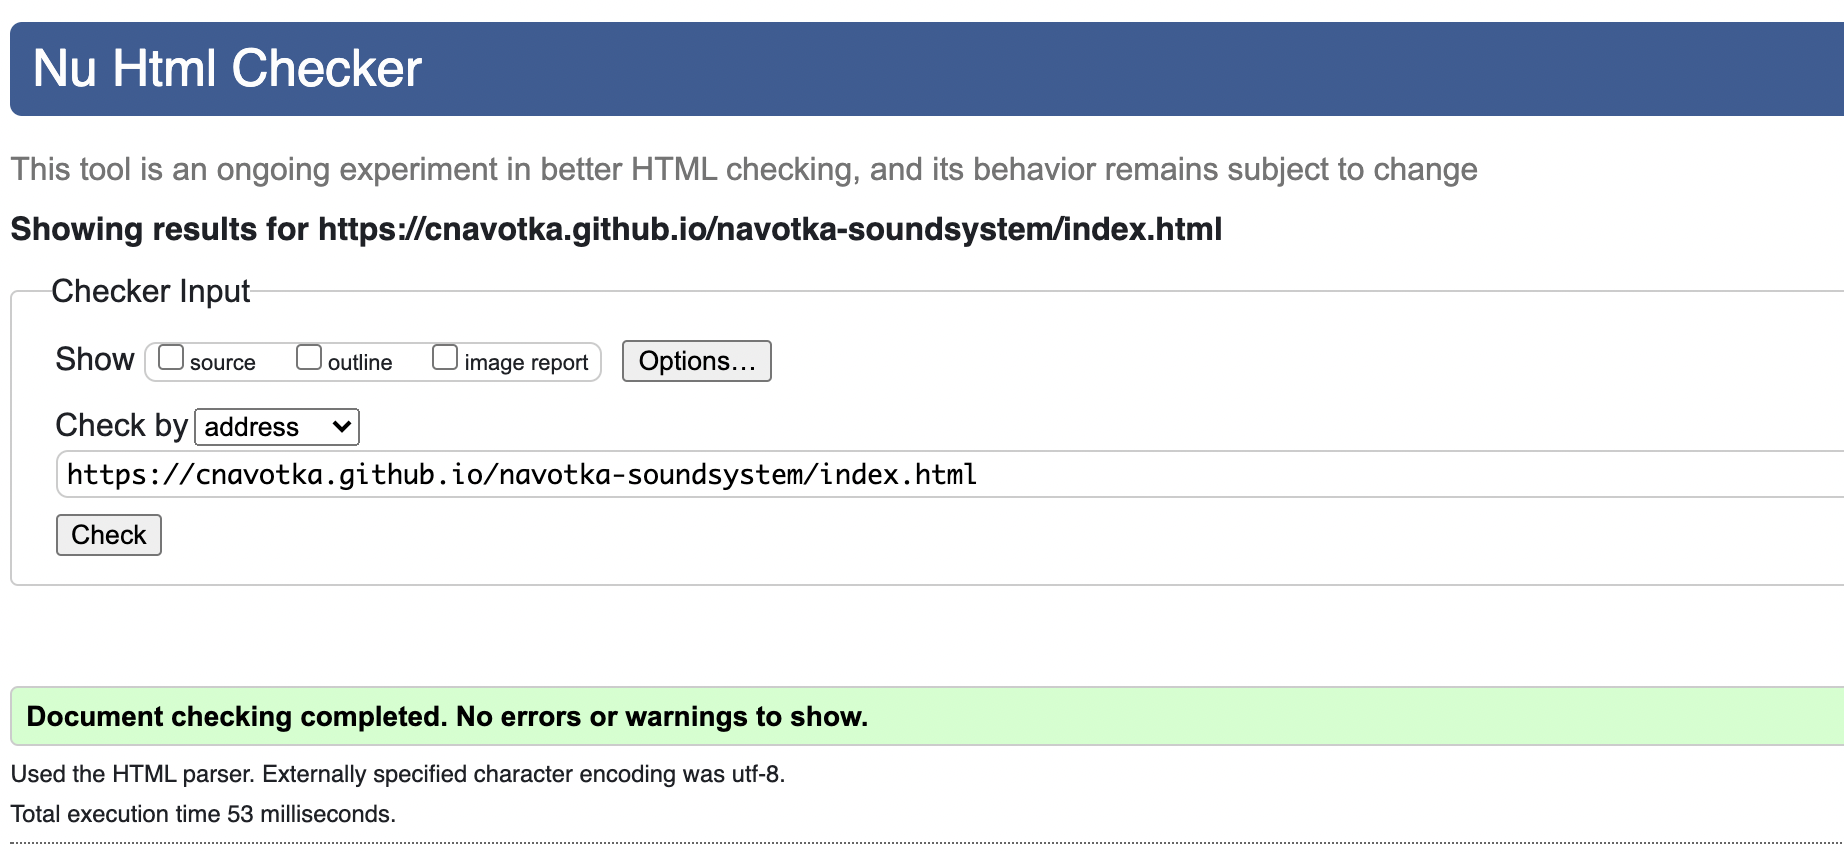 Nu Html Checker
This tool is an ongoing experiment in better HTML checking, and its behavior remains subject to change
Showing results for https://cnavotka.github.io/navotka-soundsystem/index.html
Checker Input
Show source outline image report Options…
Check by address
https://cnavotka.github.io/navotka-soundsystem/index.html
Check
Document checking completed. No errors or warnings to show.
Used the HTML parser. Externally specified character encoding was utf-8.
Total execution time 53 milliseconds.